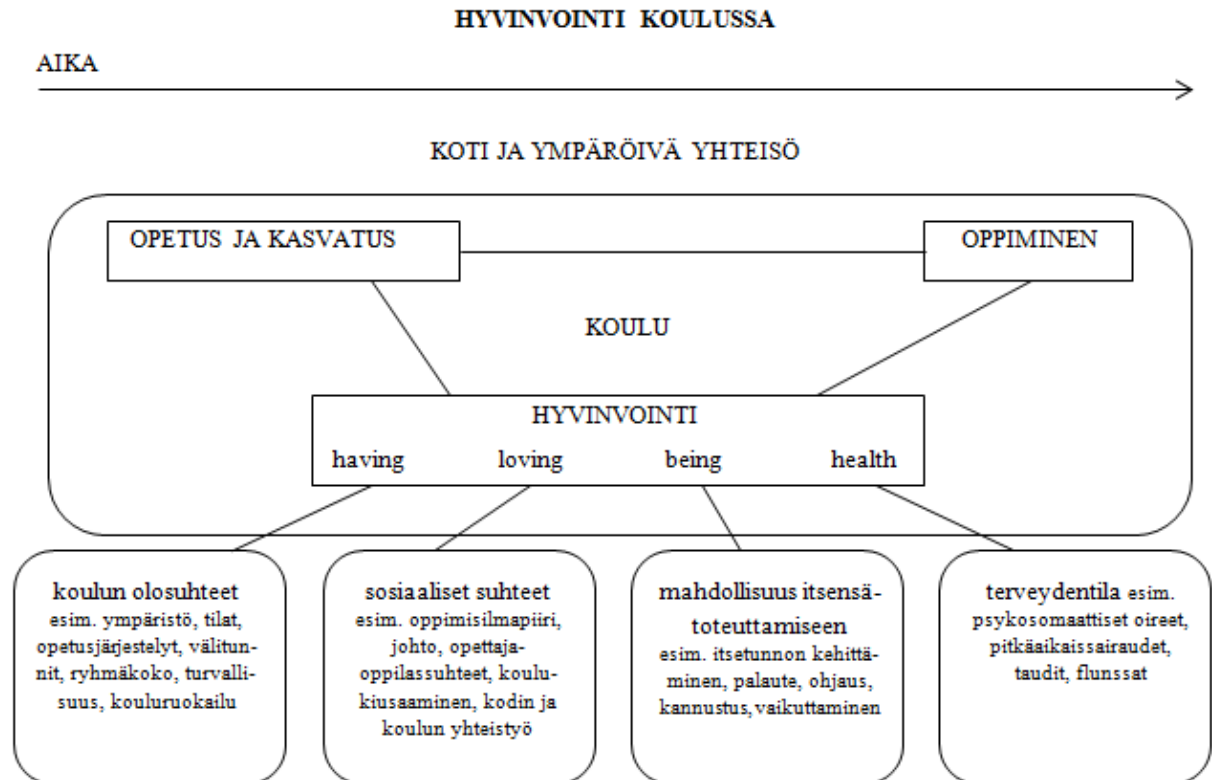 HYVINVOINTI KOULUSSA
AIKA
KOTI JA YMPÄRÖIVÄ YHTEISÖ
OPETUS JA KASVATUS
OPPIMINEN
KOULU
HYVINVOINTI
having loving being health
koulun olosuhteet
esim. ympäristö, tilat,
opetusjärjestelyt, välitun-
nit, ryhmäkoko, turvalli-
suus, kouluruokailu
sosiaaliset suhteet
esim. oppimisilmapiiri,
johto, opettaja-
oppilassuhteet, koulu-
kiusaaminen, kodin ja
koulun yhteistyö
mahdollisuus itsensä-
toteuttamiseen
esim. itsetunnon kehittä-
minen, palaute, ohjaus,
kannustus, vaikuttaminen
terveydentila esim.
psykosomaattiset oireet,
pitkäaikaissairaudet,
taudit, flunssat